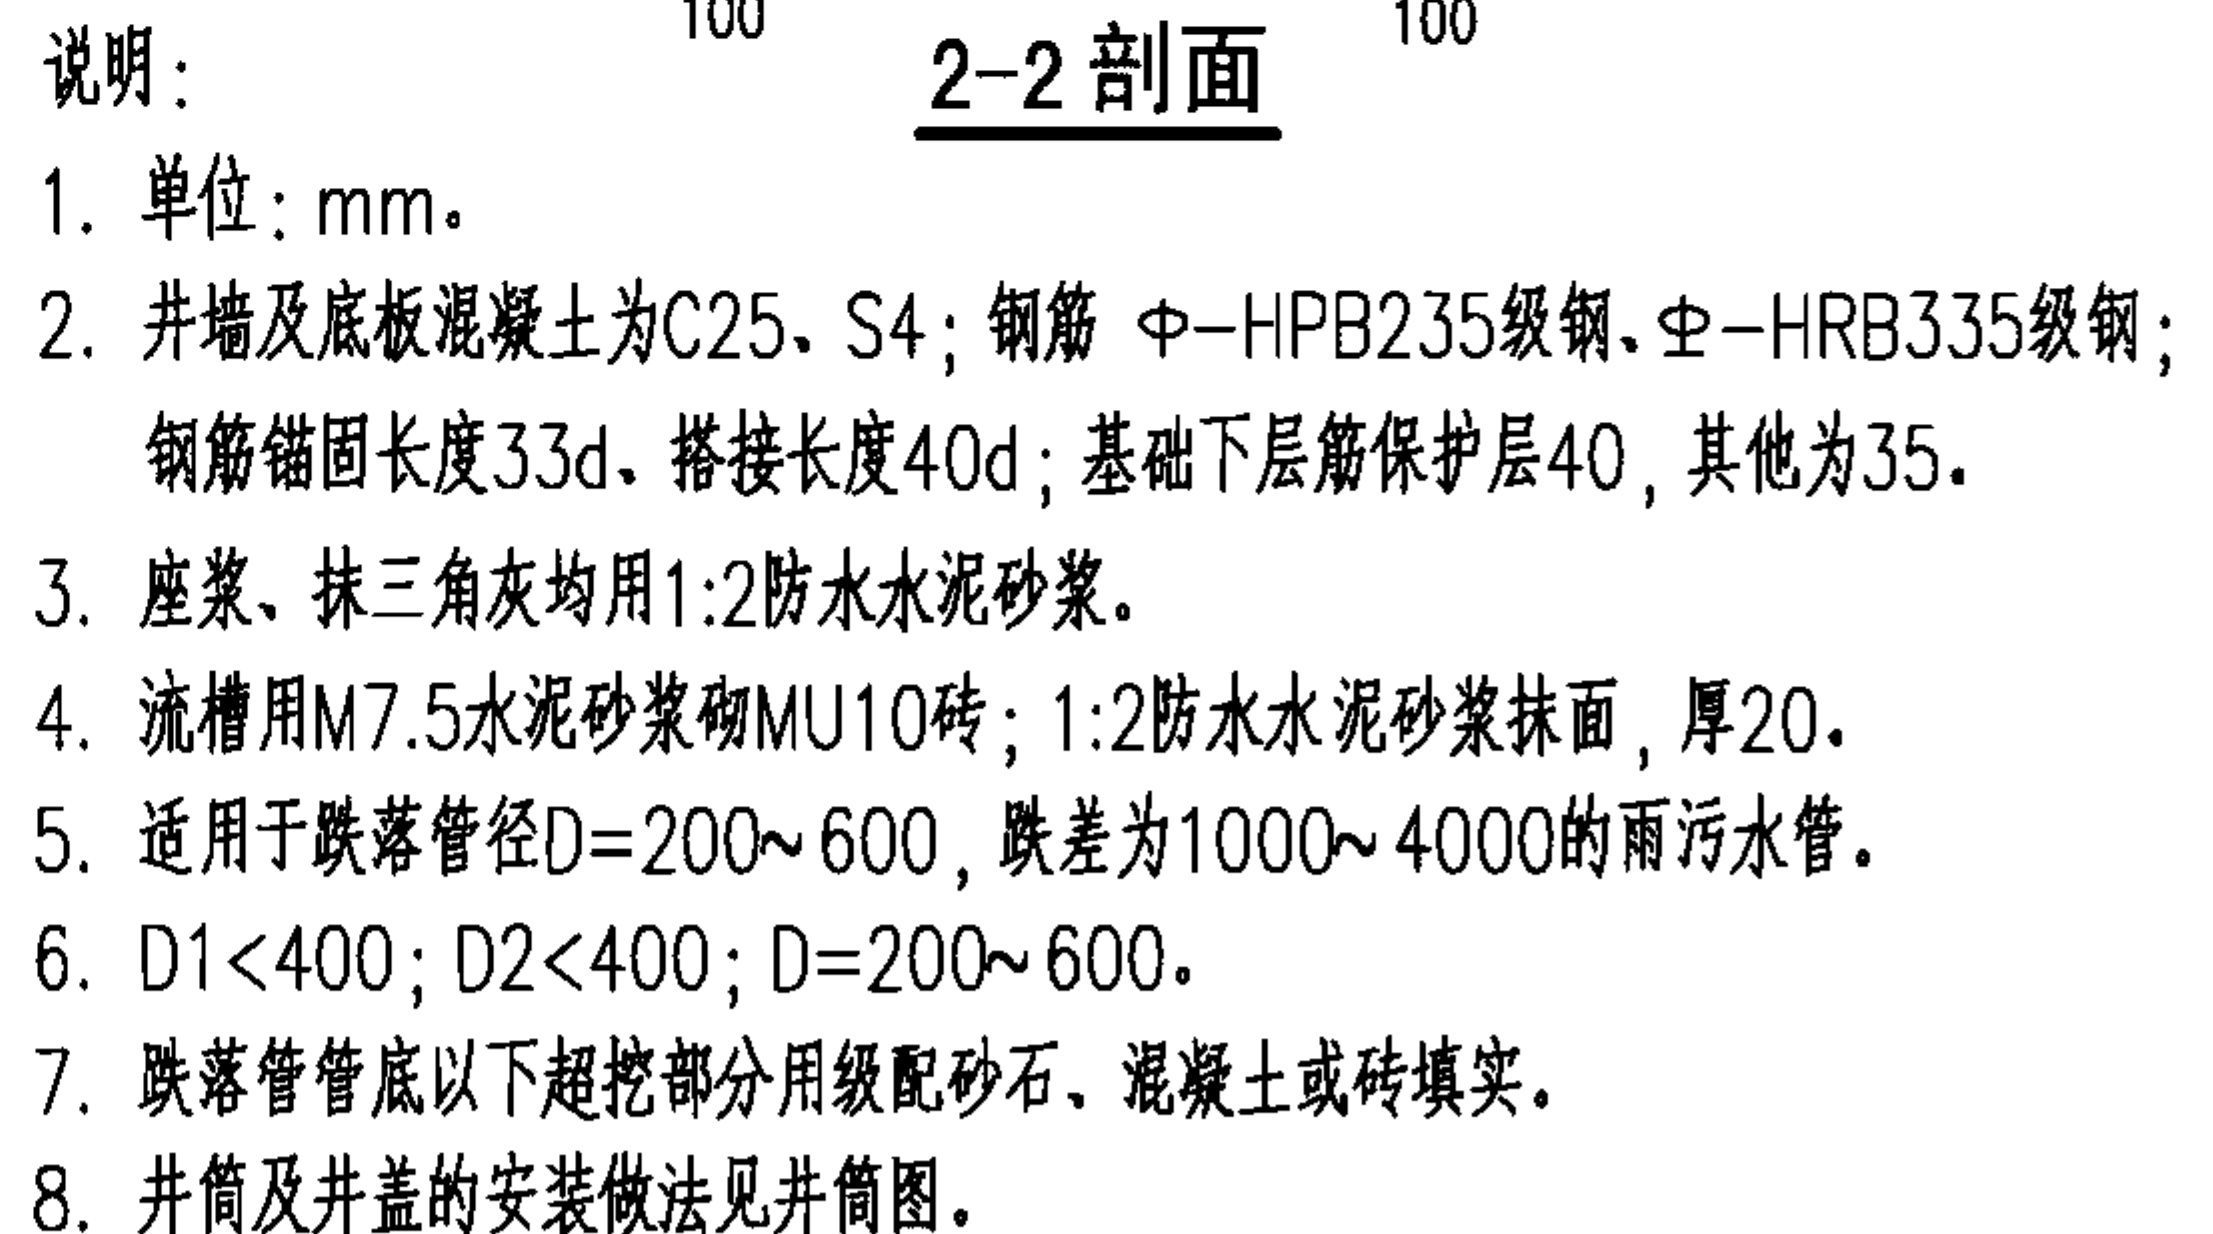 100
100
2-2 剖面
说明:
1. 单位: mm。
2. 井墙及底板混凝土为C25、S4; 钢筋 Φ-HPB235级钢、Φ-HRB335级钢;
钢筋锚固长度33d、搭接长度40d; 基础下层筋保护层40, 其他为35。
3. 座浆、抹三角灰均用1:2防水水泥砂浆。
4. 流槽用M7.5水泥砂浆砌MU10砖; 1:2防水水泥砂浆抹面, 厚20。
5. 适用于跌落管径D=200~600, 跌差为1000~4000的雨污水管。
6. D1<400; D2<400; D=200~600。
7. 跌落管管底以下超挖部分用级配砂石、混凝土或砖填实。
8. 井筒及井盖的安装做法见井筒图。